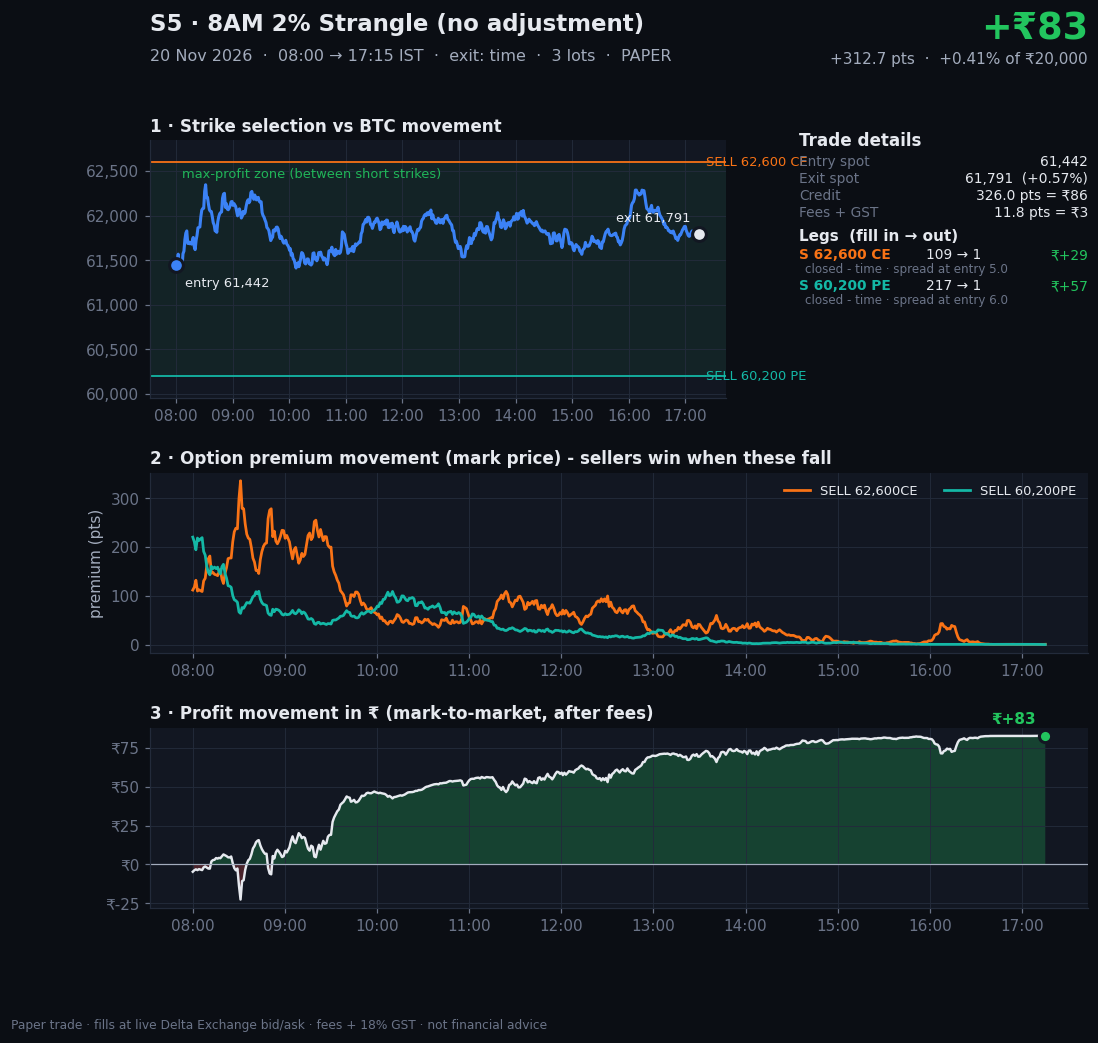 S5 · 8AM 2% Strangle (no adjustment)
+₹83
20 Nov 2026 · 08:00 → 17:15 IST · exit: time · 3 lots · PAPER
+312.7 pts · +0.41% of ₹20,000
1 · Strike selection vs BTC movement
SELL 62,600 CE
max-profit zone (between short strikes)
exit 61,791
entry 61,442
SELL 60,200 PE
62,500
62,000
61,500
61,000
60,500
60,000
08:00 09:00 10:00 11:00 12:00 13:00 14:00 15:00 16:00 17:00
Trade details
Entry spot 61,442
Exit spot 61,791 (+0.57%)
Credit 326.0 pts = ₹86
Fees + GST 11.8 pts = ₹3
Legs (fill in → out)
S 62,600 CE 109 → 1 ₹+29
closed - time · spread at entry 5.0
S 60,200 PE 217 → 1 ₹+57
closed - time · spread at entry 6.0
2 · Option premium movement (mark price) - sellers win when these fall
SELL 62,600CE SELL 60,200PE
premium (pts)
300
200
100
0
08:00 09:00 10:00 11:00 12:00 13:00 14:00 15:00 16:00 17:00
3 · Profit movement in ₹ (mark-to-market, after fees)
₹+83
₹75
₹50
₹25
₹0
₹-25
08:00 09:00 10:00 11:00 12:00 13:00 14:00 15:00 16:00 17:00
Paper trade · fills at live Delta Exchange bid/ask · fees + 18% GST · not financial advice